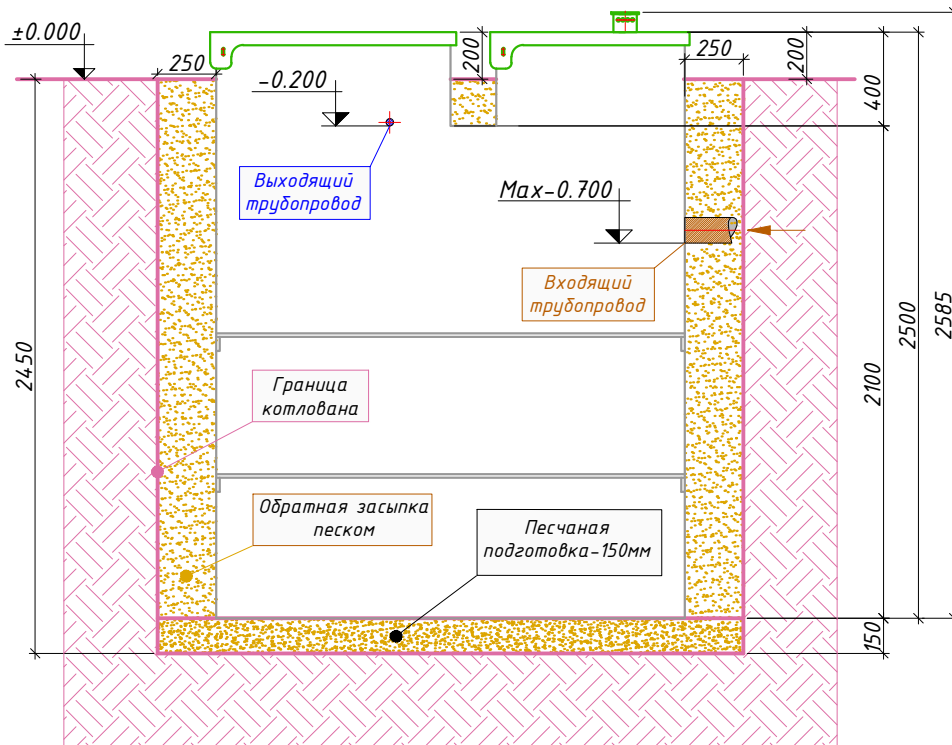 ±0.000
250
-0.200
200
250
200
400
Выходящий
трубопровод
Max-0.700
Входящий
трубопровод
2450
2100
2500
2585
Граница
котлована
Обратная засыпка
песком
Песчаная
подготовка-150мм
150